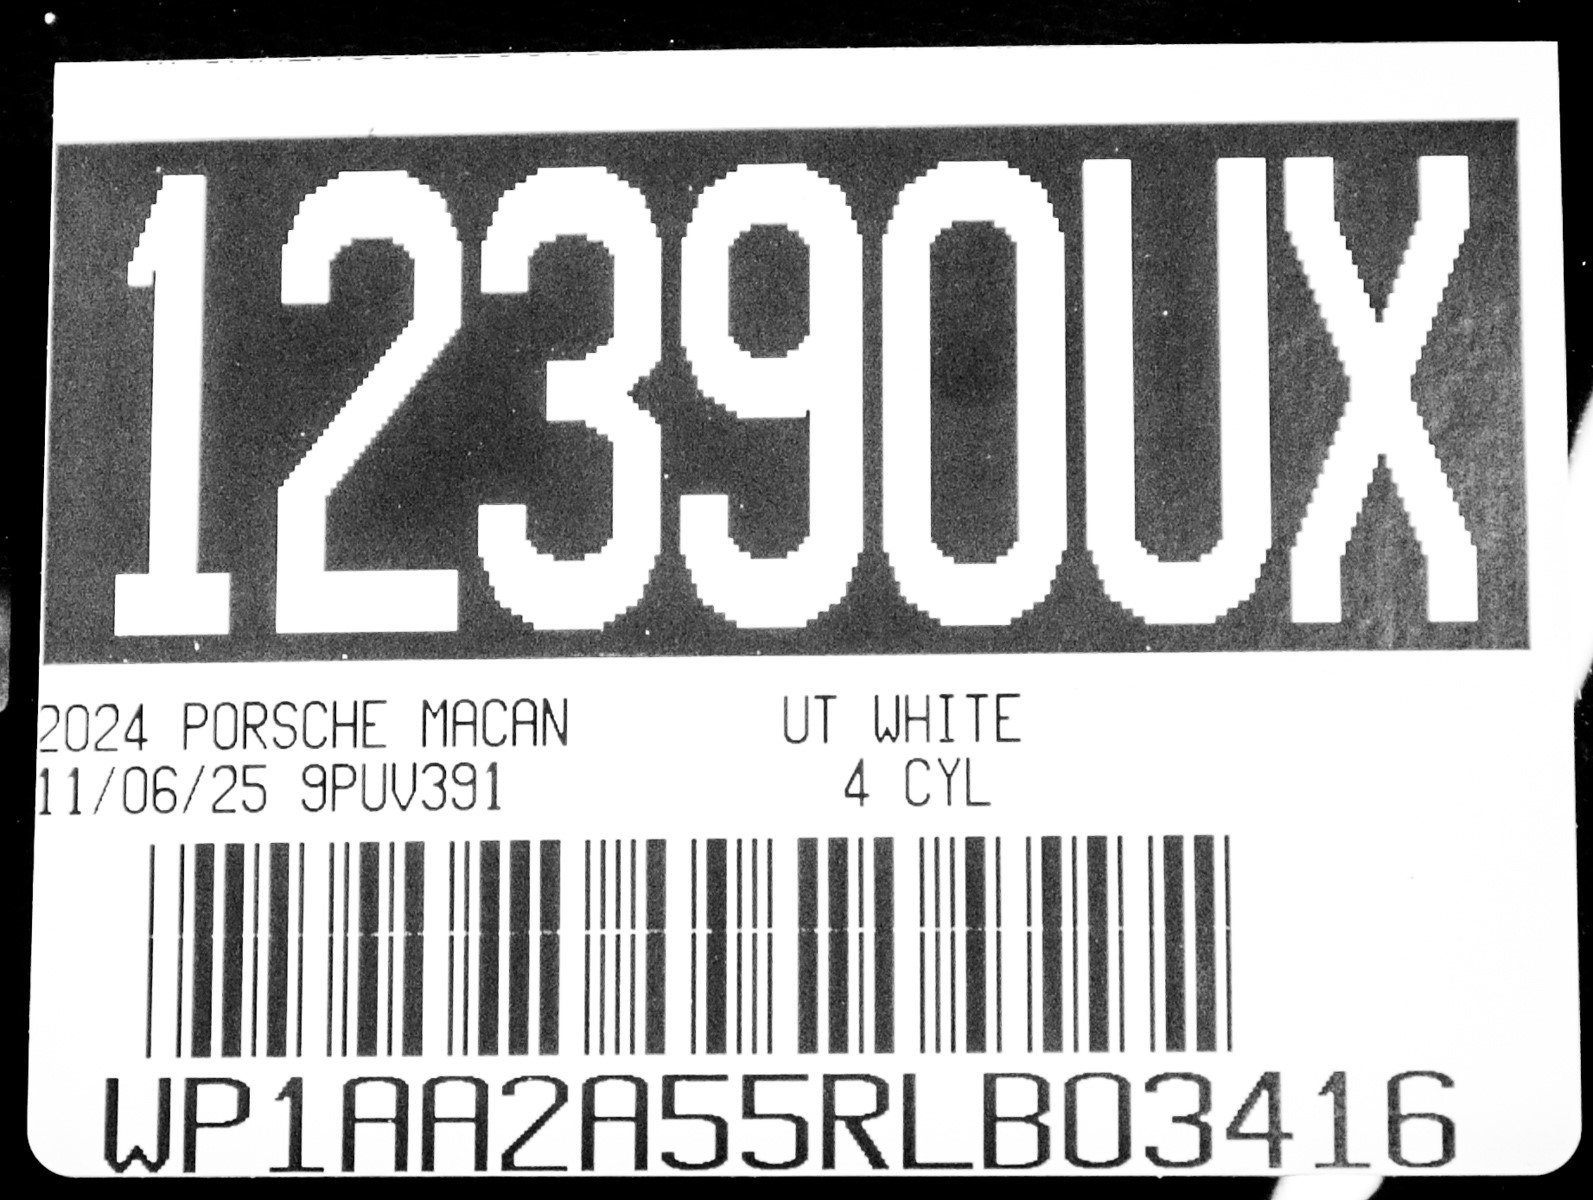 12390UX
2024 PORSCHE MACAN UT WHITE
11/06/25 9PUV391 4 CYL
WP1AA2A55RLB03416